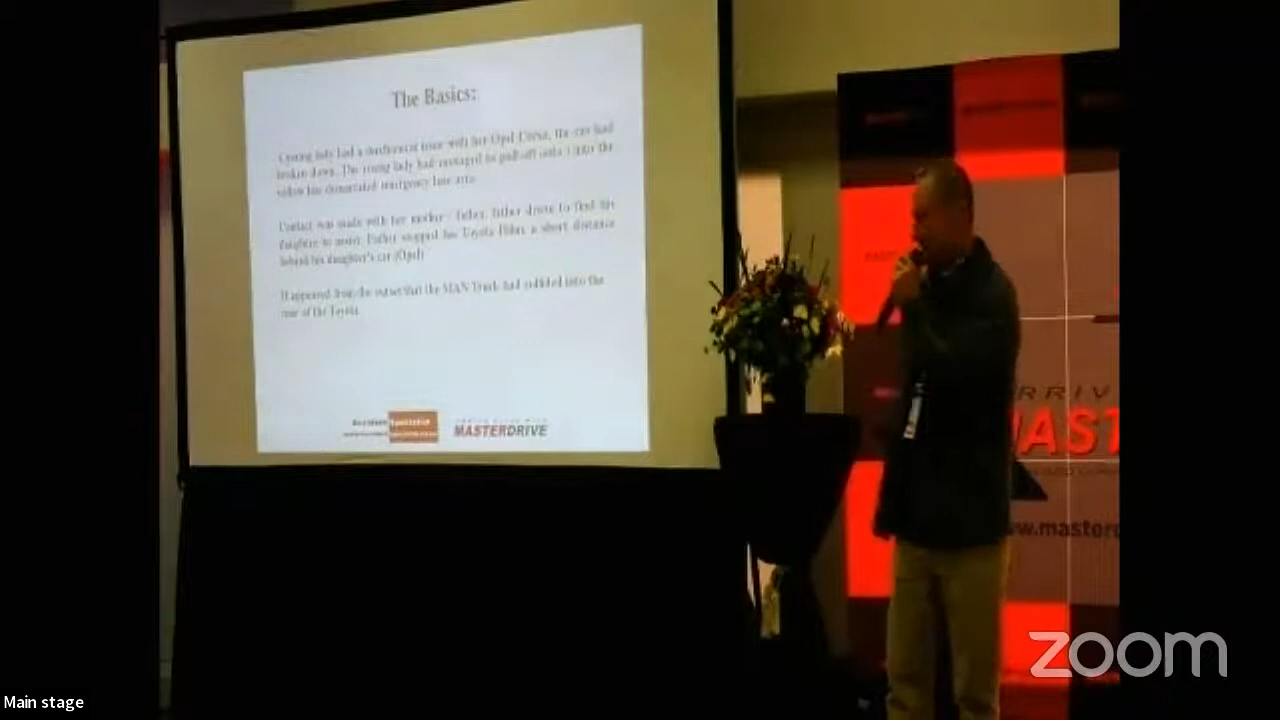 The Basics:
Young lady had a mechanical issue with her Opel Corsa, the car had
broken down. The young lady had managed to pull off onto / into the
yellow line demarcated emergency lane area.
Contact was made with her mother / father, father drove to find his
daughter to assist. Father stopped his Toyota Hilux a short distance
behind his daughter's car (Opel)
It appeared from the outset that the MAN Truck had collided into the
rear of the Toyota.
MASTERDRIVE
RRIV
MAST
ww.masterd
zoom
Main stage